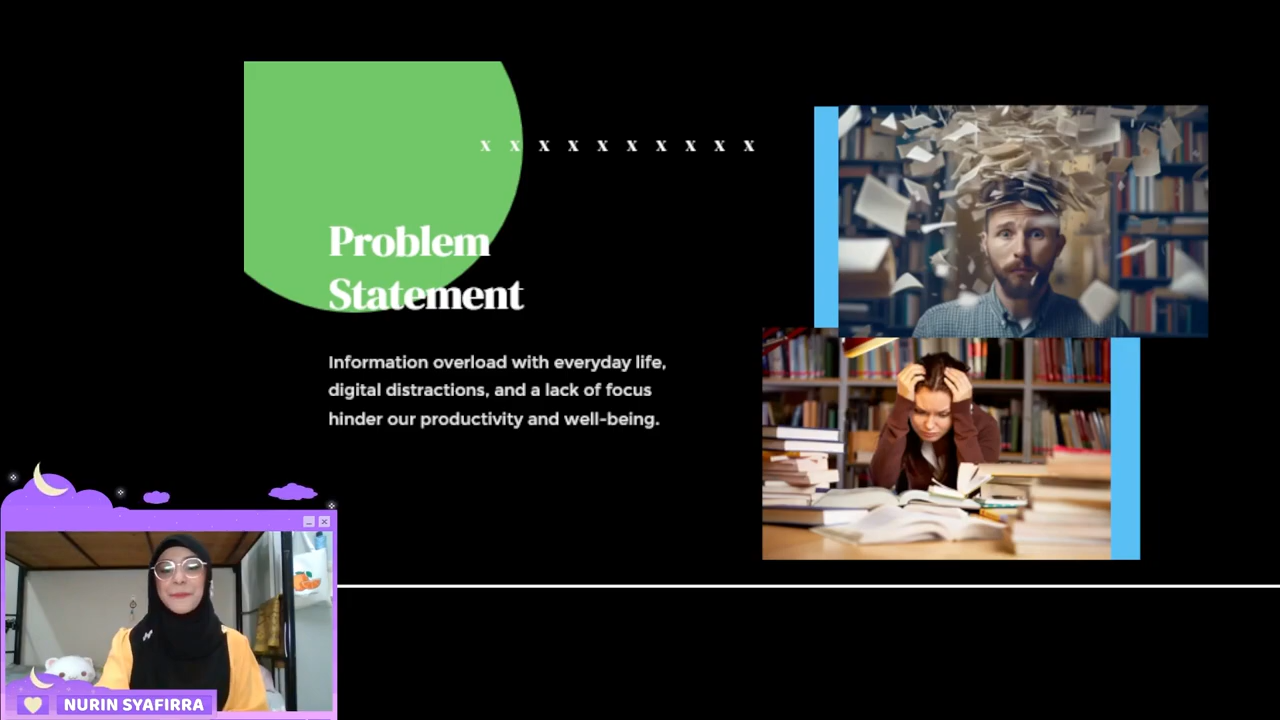 x x x x x x x x x x
Problem
Statement
Information overload with everyday life,
digital distractions, and a lack of focus
hinder our productivity and well-being.
NURIN SYAFIRRA